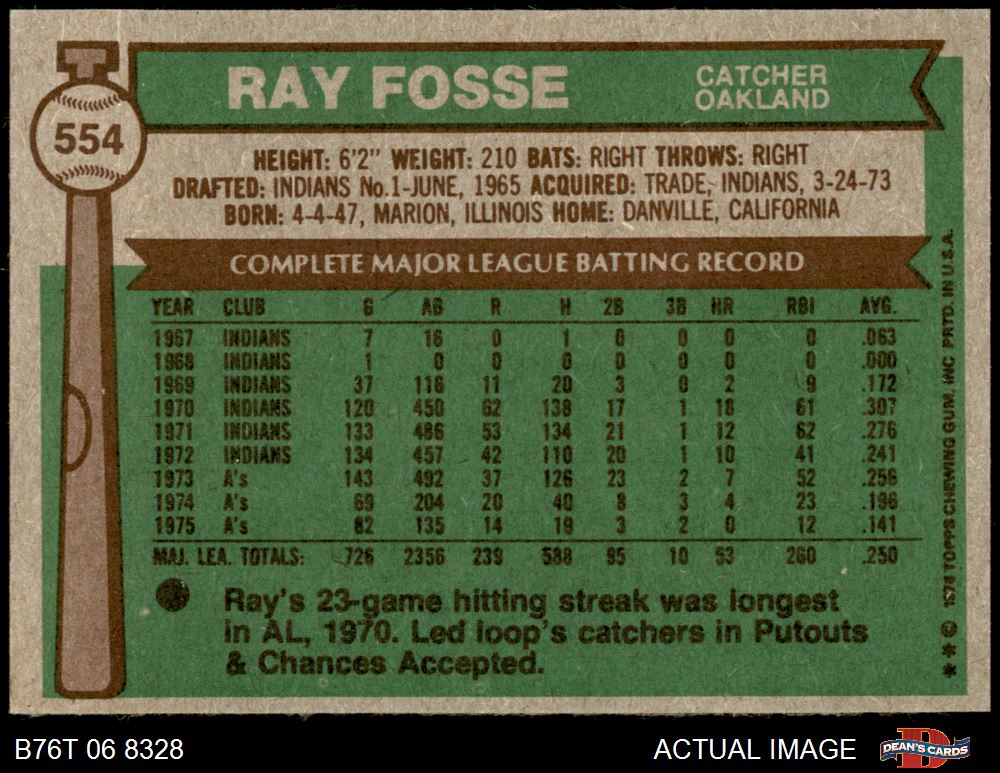 554
RAY FOSSE
CATCHER
OAKLAND
HEIGHT: 6'2" WEIGHT: 210 BATS: RIGHT THROWS: RIGHT
DRAFTED: INDIANS No.1-JUNE, 1965 ACQUIRED: TRADE, INDIANS, 3-24-73
BORN: 4-4-47, MARION, ILLINOIS HOME: DANVILLE, CALIFORNIA
COMPLETE MAJOR LEAGUE BATTING RECORD
YEAR CLUB G AB R H 2B 3B HR RBI AVG.
1967 INDIANS 7 16 0 1 0 0 0 0 .063
1968 INDIANS 1 0 0 0 0 0 0 0 .000
1969 INDIANS 37 116 11 20 3 0 2 9 .172
1970 INDIANS 120 450 62 138 17 1 18 61 .307
1971 INDIANS 133 486 53 134 21 1 12 62 .276
1972 INDIANS 134 457 42 110 20 1 10 41 .241
1973 A's 143 492 37 126 23 2 7 52 .256
1974 A's 69 204 20 40 8 3 4 23 .196
1975 A's 82 135 14 19 3 2 0 12 .141
MAJ. LEA. TOTALS: 726 2356 239 588 95 10 53 260 .250
Ray's 23-game hitting streak was longest
in AL, 1970. Led loop's catchers in Putouts
& Chances Accepted.
* * © 1976 TOPPS CHEWING GUM, INC PRTD. IN U.S.A.
B76T 06 8328
ACTUAL IMAGE
B
DEAN'S CARDS